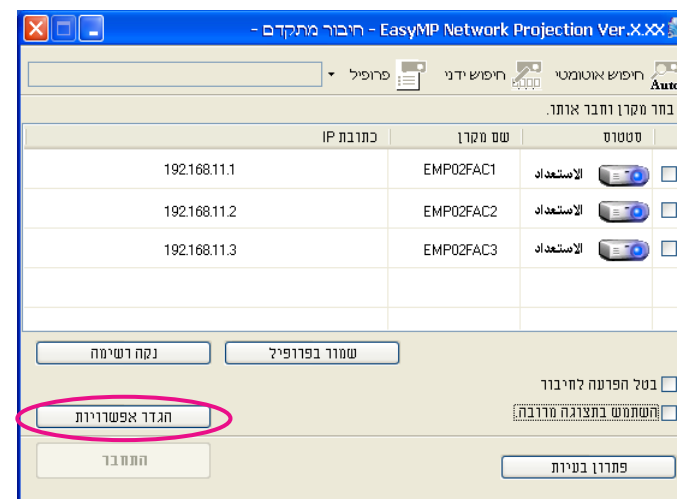 EasyMP Network Projection Ver.X.XX - חיבור מתקדם -
Auto חיפוש אוטומטי חיפוש ידני פרופיל
בחר מקרן וחבר אותו.
סטטוס שם מקרן כתובת IP
الاستعداد EMP02FAC1 192.168.11.1
الاستعداد EMP02FAC2 192.168.11.2
الاستعداد EMP02FAC3 192.168.11.3
שמור בפרופיל נקה רשימה
בטל הפרעה לחיבור
השתמש בתצוגה מרובה.
הגדר אפשרויות
פתרון בעיות התחבר